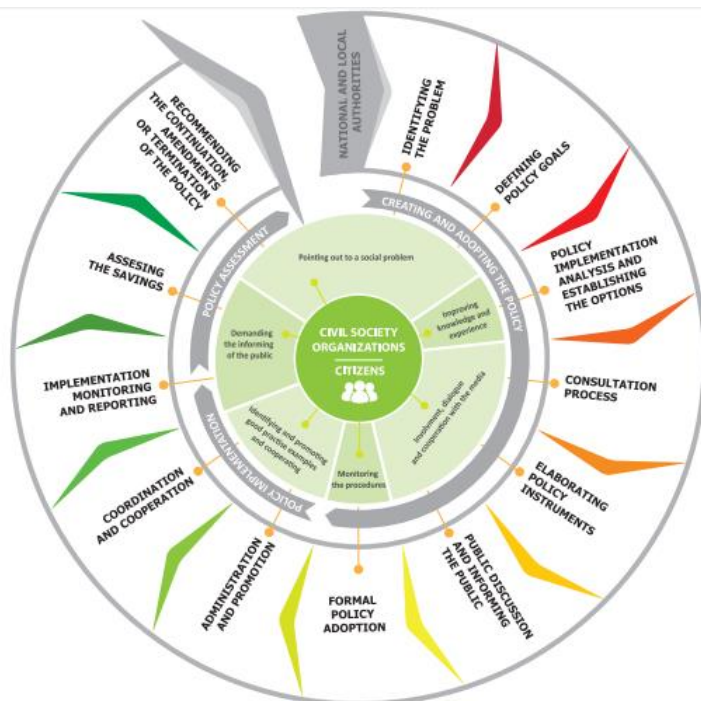 NATIONAL AND LOCAL
AUTHORITIES
IDENTIFYING
THE PROBLEM
DEFINING
POLICY GOALS
POLICY
IMPLEMENTATION
ANALYSIS AND
ESTABLISHING
THE OPTIONS
CONSULTATION
PROCESS
ELABORATING
POLICY
INSTRUMENTS
PUBLIC DISCUSSION
AND INFORMING
THE PUBLIC
FORMAL
POLICY
ADOPTION
ADMINISTRATION
AND PROMOTION
COORDINATION
AND COOPERATION
IMPLEMENTATION
MONITORING
AND REPORTING
ASSESING
THE SAVINGS
RECOMMENDING
THE CONTINUATION,
AMENDMENTS
OR TERMINATION
OF THE POLICY
CREATING AND ADOPTING THE POLICY
POLICY IMPLEMENTATION
POLICY ASSESSMENT
Pointing out to a social problem
Improving
knowledge and
experience
Involvement, dialogue
and cooperation with the media
Monitoring
the procedures
Identifying and promoting
good practise examples
and cooperating
Demanding
the informing
of the public
CIVIL SOCIETY
ORGANIZATIONS
CITIZENS